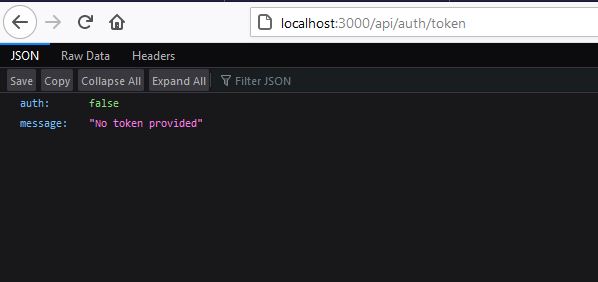 localhost:3000/api/auth/token
JSON Raw Data Headers
Save Copy Collapse All Expand All Filter JSON
auth: false
message: "No token provided"